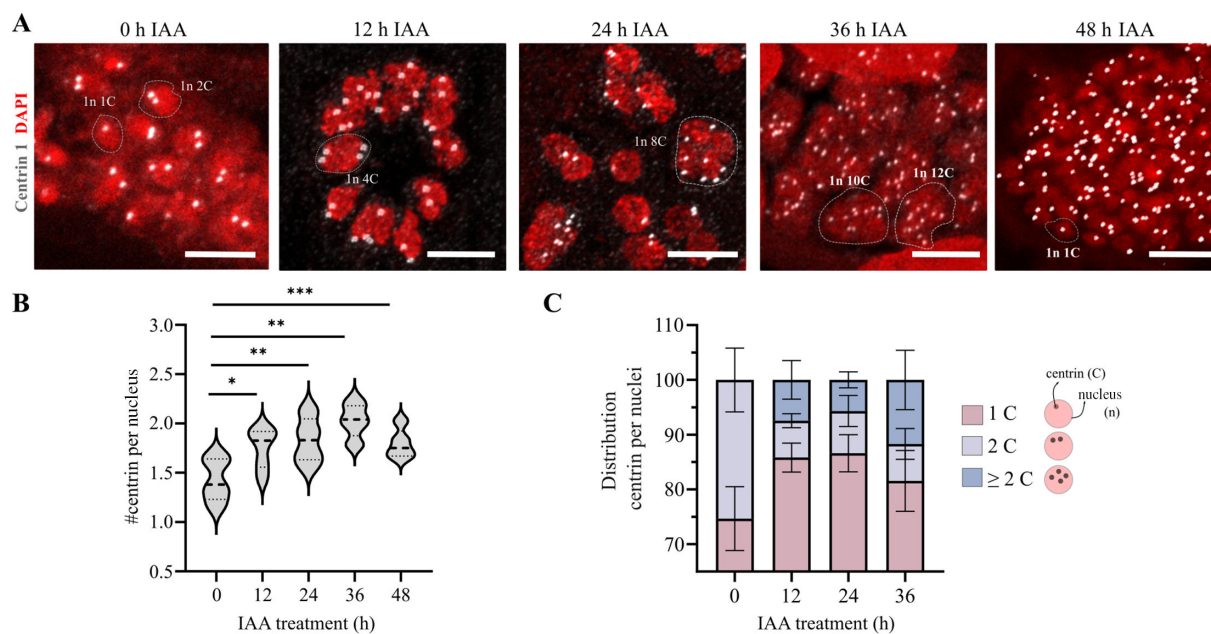 A
0 h IAA
12 h IAA
24 h IAA
36 h IAA
48 h IAA
Centrin 1 DAPI
1n 1C
1n 2C
1n 4C
1n 8C
1n 10C
1n 12C
1n 1C
B
#centrin per nucleus
3.0
2.5
2.0
1.5
1.0
0.5
*
**
**
***
0 12 24 36 48
IAA treatment (h)
C
Distribution
centrin per nuclei
110
100
90
80
70
0 12 24 36
IAA treatment (h)
centrin (C)
nucleus
(n)
1 C
2 C
≥ 2 C